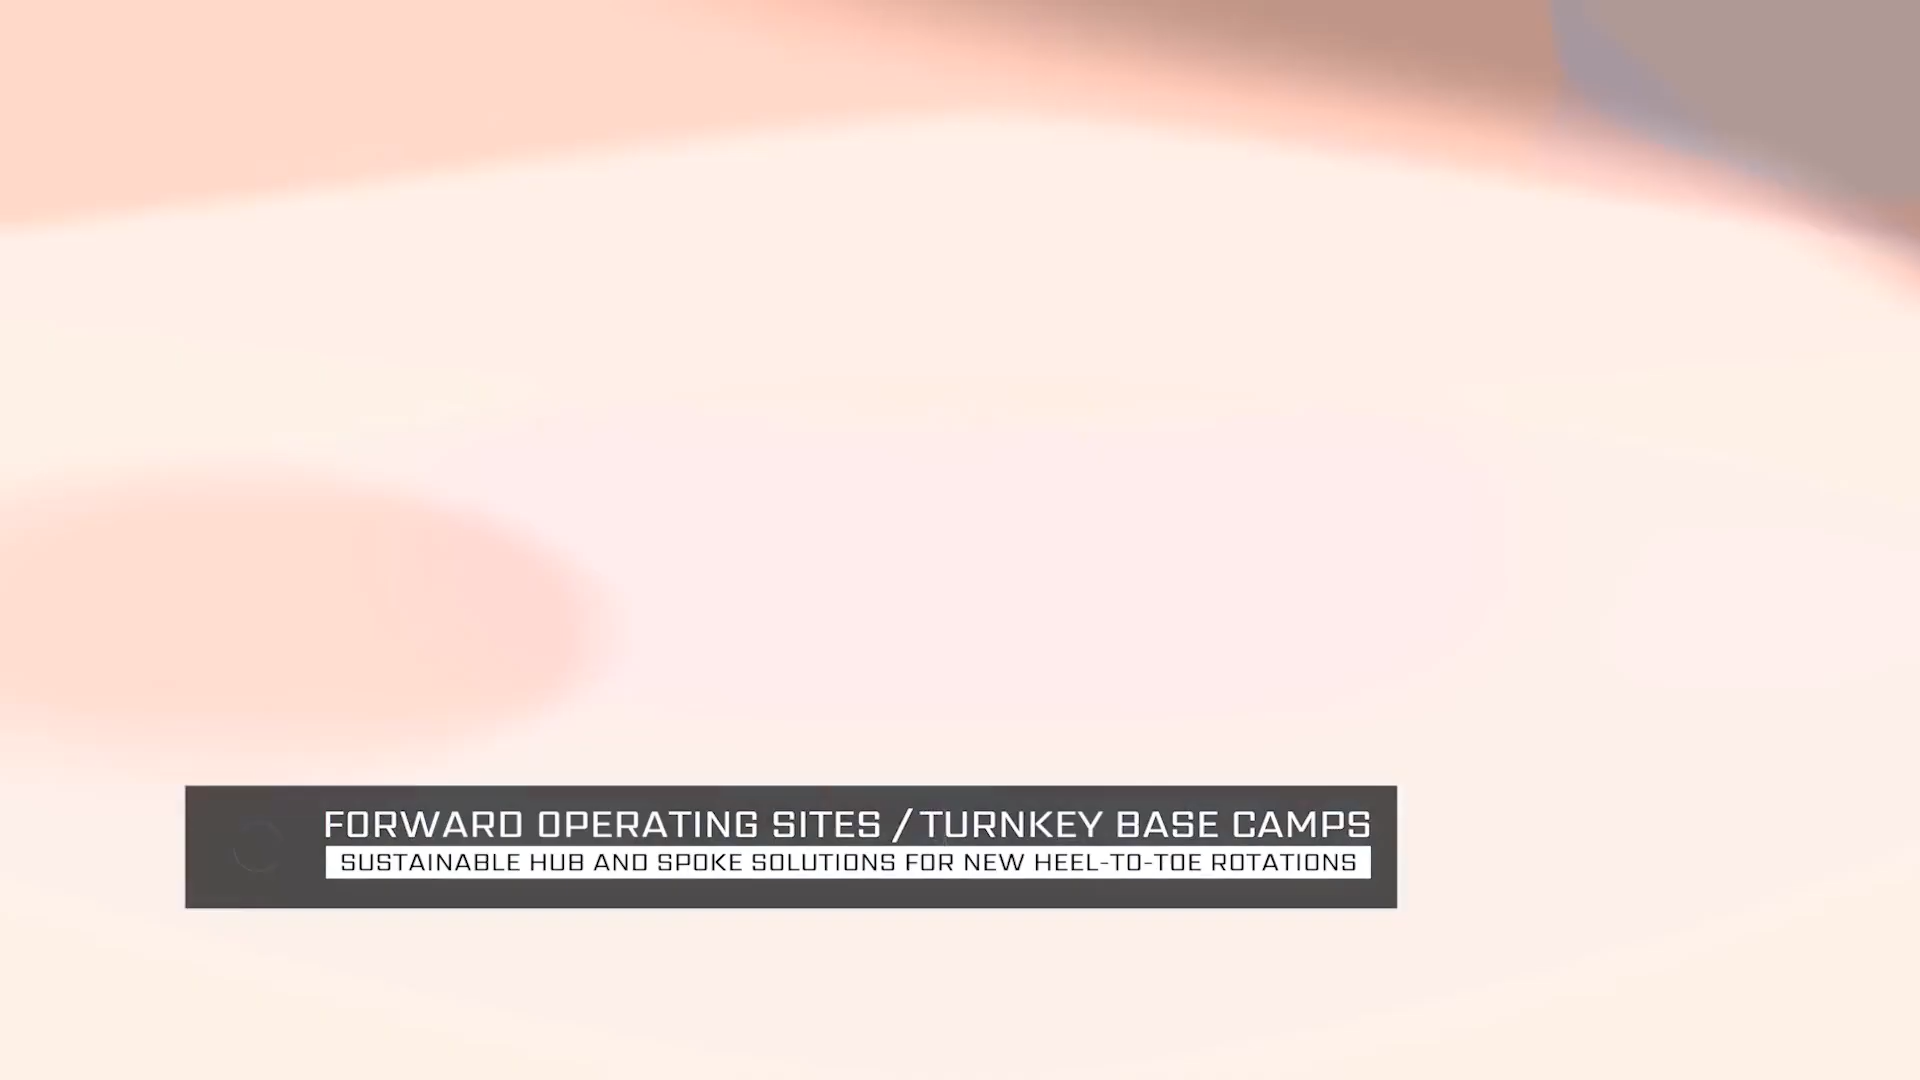 FORWARD OPERATING SITES / TURNKEY BASE CAMPS
SUSTAINABLE HUB AND SPOKE SOLUTIONS FOR NEW HEEL-TO-TOE ROTATIONS